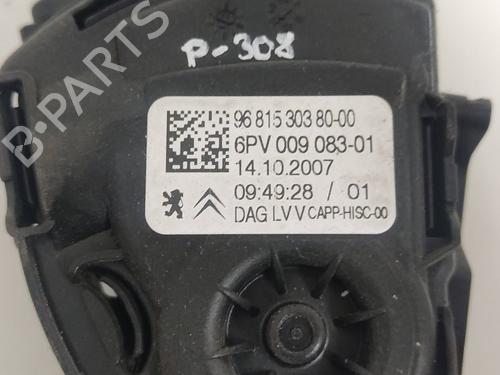 P-308
96 815 303 80-00
6PV 009 083-01
14.10.2007
09:49:28 / 01
DAG LV V CAPP-HISC-00
B-PARTS